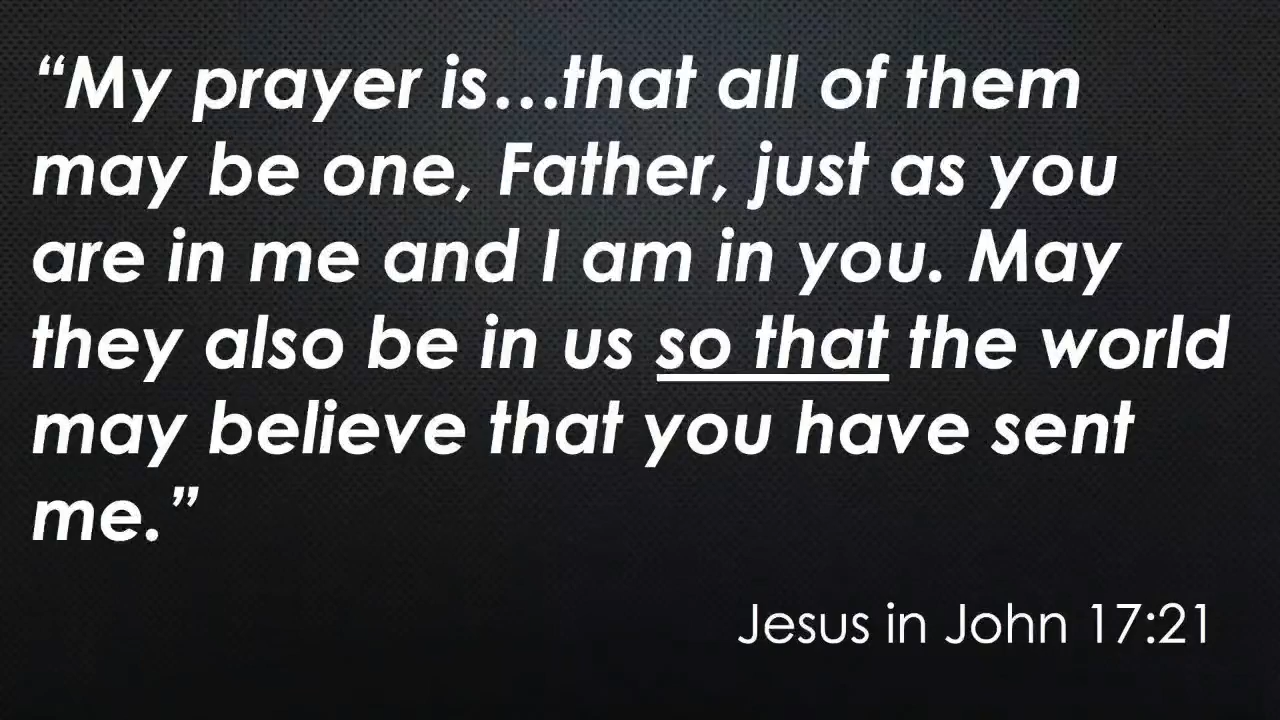 “My prayer is…that all of them
may be one, Father, just as you
are in me and I am in you. May
they also be in us so that the world
may believe that you have sent
me.”
Jesus in John 17:21